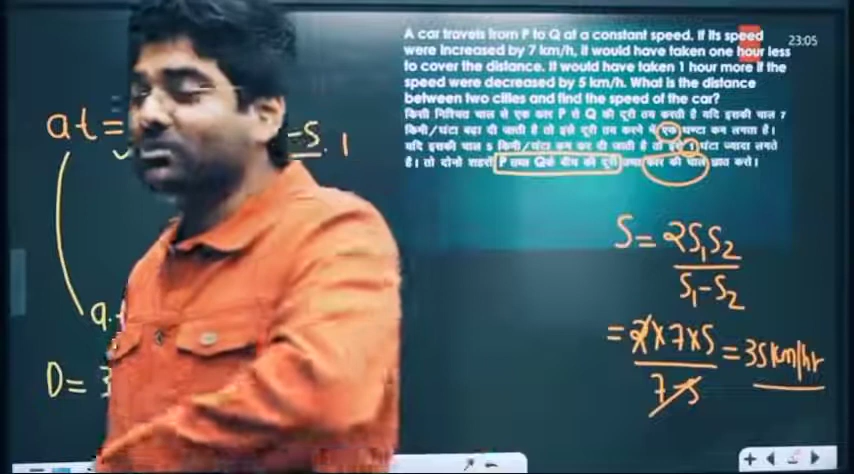 A car travels from P to Q at a constant speed. If its speed
were increased by 7 km/h, it would have taken one hour less
to cover the distance. It would have taken 1 hour more if the
speed were decreased by 5 km/h. What is the distance
between two cities and find the speed of the car?
किसी निश्चित चाल से एक कार P से Q की दूरी तय करती है यदि इसकी चाल 7
किमी/घंटा बढ़ा दी जाती है तो इसे दूरी तय करने में एक घण्टा कम लगता है।
यदि इसकी चाल 5 किमी/घंटा कम कर दी जाती है तो इसे 1 घंटा ज्यादा लगते
है। तो दोनो शहरों P तथा Q के बीच की दूरी तथा कार की चाल ज्ञात करो।
23:05
at =
-5. 1
a.
D = 3
S = 2S₁S₂
S₁-S₂
= 2×7×5 = 35 km/hr
7-5